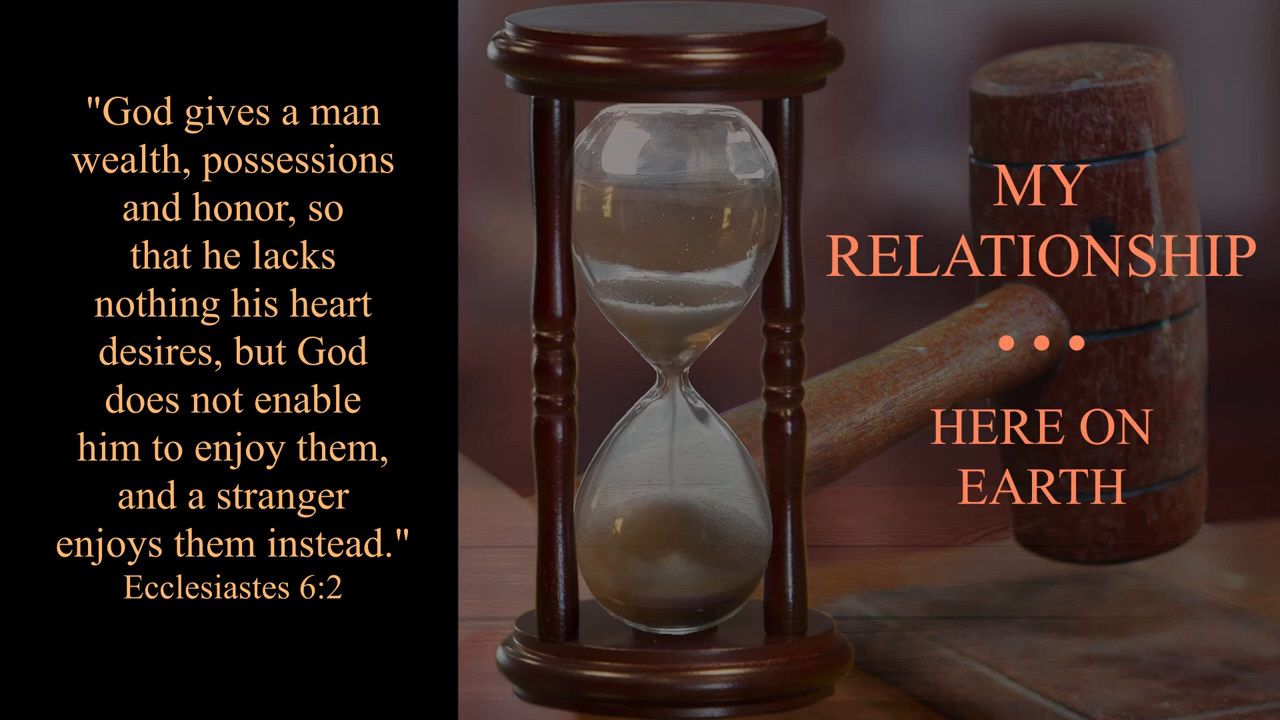 "God gives a man
wealth, possessions
and honor, so
that he lacks
nothing his heart
desires, but God
does not enable
him to enjoy them,
and a stranger
enjoys them instead."
Ecclesiastes 6:2
MY
RELATIONSHIP
• • •
HERE ON
EARTH